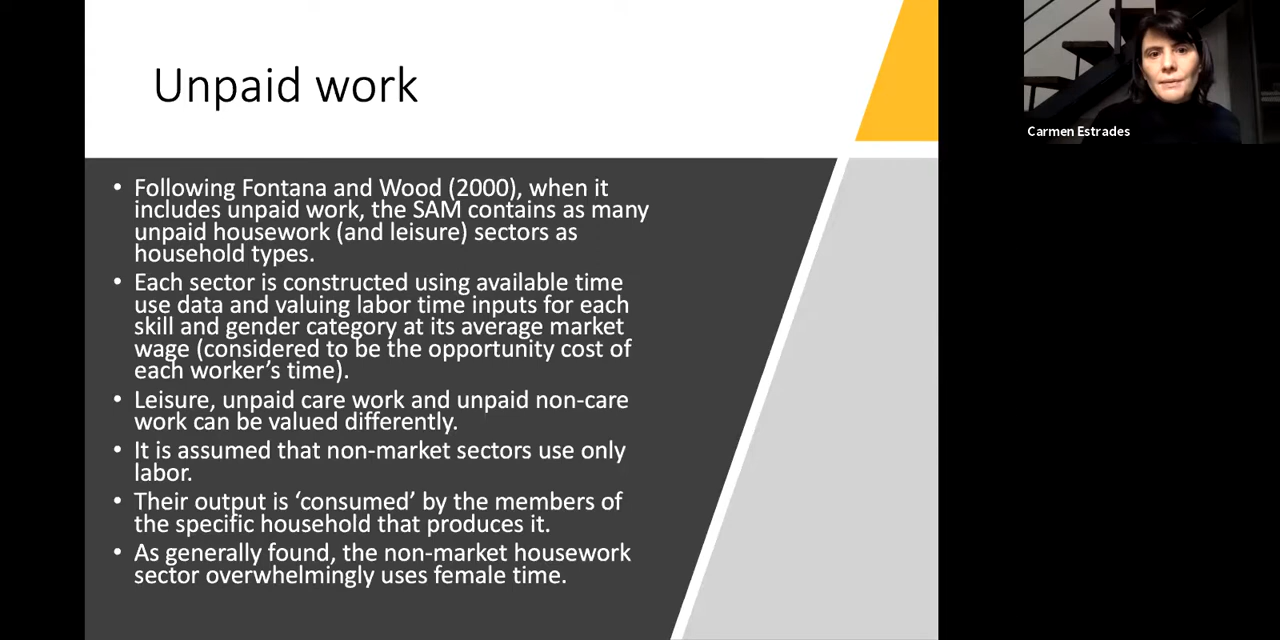 Unpaid work
• Following Fontana and Wood (2000), when it
includes unpaid work, the SAM contains as many
unpaid housework (and leisure) sectors as
household types.
• Each sector is constructed using available time
use data and valuing labor time inputs for each
skill and gender category at its average market
wage (considered to be the opportunity cost of
each worker’s time).
• Leisure, unpaid care work and unpaid non-care
work can be valued differently.
• It is assumed that non-market sectors use only
labor.
• Their output is ‘consumed’ by the members of
the specific household that produces it.
• As generally found, the non-market housework
sector overwhelmingly uses female time.
Carmen Estrades